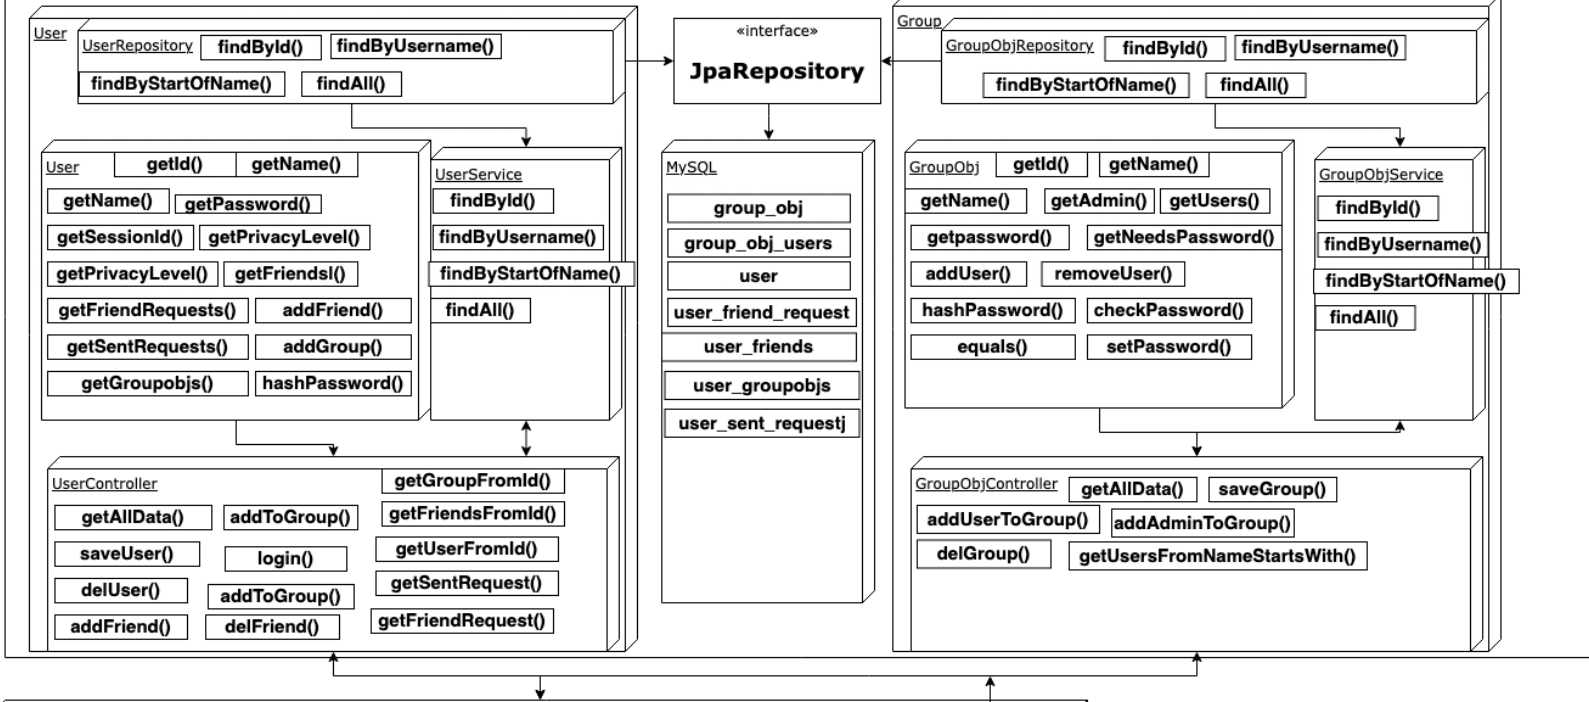 User
UserRepository findById() findByUsername()
findByStartOfName() findAll()
«interface»
JpaRepository
Group
GroupObjRepository findById() findByUsername()
findByStartOfName() findAll()
User getId() getName()
getName() getPassword()
getSessionId() getPrivacyLevel()
getPrivacyLevel() getFriendsI()
getFriendRequests() addFriend()
getSentRequests() addGroup()
getGroupobjs() hashPassword()
UserService
findById()
findByUsername()
findByStartOfName()
findAll()
MySQL
group_obj
group_obj_users
user
user_friend_request
user_friends
user_groupobjs
user_sent_requestj
GroupObj getId() getName()
getName() getAdmin() getUsers()
getpassword() getNeedsPassword()
addUser() removeUser()
hashPassword() checkPassword()
equals() setPassword()
GroupObjService
findById()
findByUsername()
findByStartOfName()
findAll()
UserController getGroupFromId()
getAllData() addToGroup() getFriendsFromId()
saveUser() login() getUserFromId()
delUser() addToGroup() getSentRequest()
addFriend() delFriend() getFriendRequest()
GroupObjController getAllData() saveGroup()
addUserToGroup() addAdminToGroup()
delGroup() getUsersFromNameStartsWith()